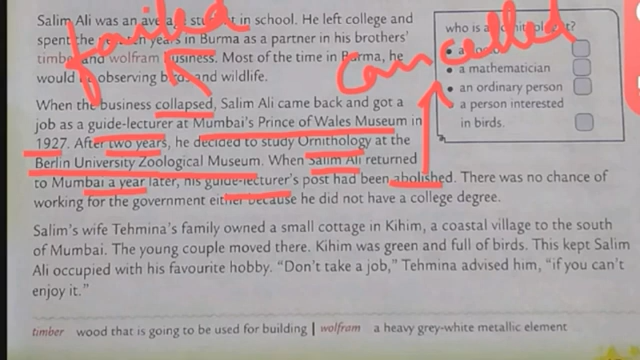 Salim Ali was an average student in school. He left college and
spent the next ten years in Burma as a partner in his brothers'
timber and wolfram business. Most of the time in Burma, he
would be observing birds and wildlife.
failed
cancelled
who is an ornithologist?
• a doctor
• a mathematician
• an ordinary person
• a person interested
in birds.
When the business collapsed, Salim Ali came back and got a
job as a guide-lecturer at Mumbai's Prince of Wales Museum in
1927. After two years, he decided to study Ornithology at the
Berlin University Zoological Museum. When Salim Ali returned
to Mumbai a year later, his guide-lecturer's post had been abolished. There was no chance of
working for the government either because he did not have a college degree.
Salim's wife Tehmina's family owned a small cottage in Kihim, a coastal village to the south
of Mumbai. The young couple moved there. Kihim was green and full of birds. This kept Salim
Ali occupied with his favourite hobby. "Don't take a job," Tehmina advised him, "if you can't
enjoy it."
timber wood that is going to be used for building | wolfram a heavy grey-white metallic element